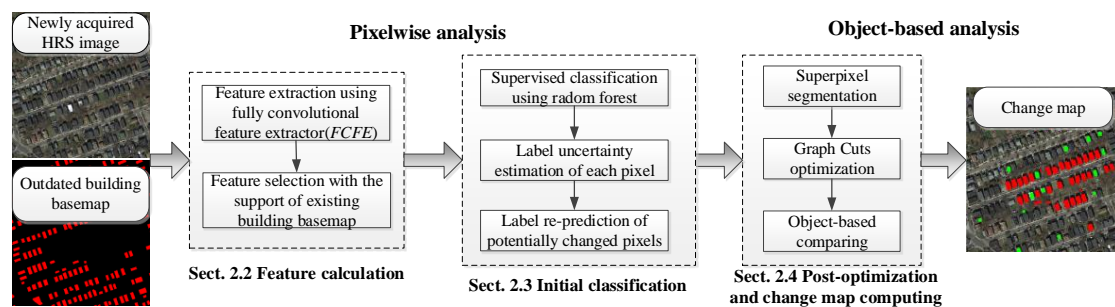 Newly acquired
HRS image
Outdated building
basemap
Pixelwise analysis
Feature extraction using
fully convolutional
feature extractor(FCFE)
Feature selection with the
support of existing
building basemap
Sect. 2.2 Feature calculation
Supervised classification
using radom forest
Label uncertainty
estimation of each pixel
Label re-prediction of
potentially changed pixels
Sect. 2.3 Initial classification
Object-based analysis
Superpixel
segmentation
Graph Cuts
optimization
Object-based
comparing
Sect. 2.4 Post-optimization
and change map computing
Change map